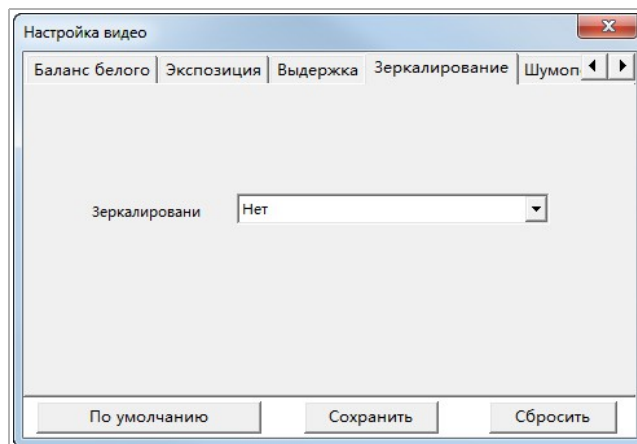 Настройка видео
Баланс белого Экспозиция Выдержка Зеркалирование Шумоп
Зеркалировани Нет
По умолчанию Сохранить Сбросить